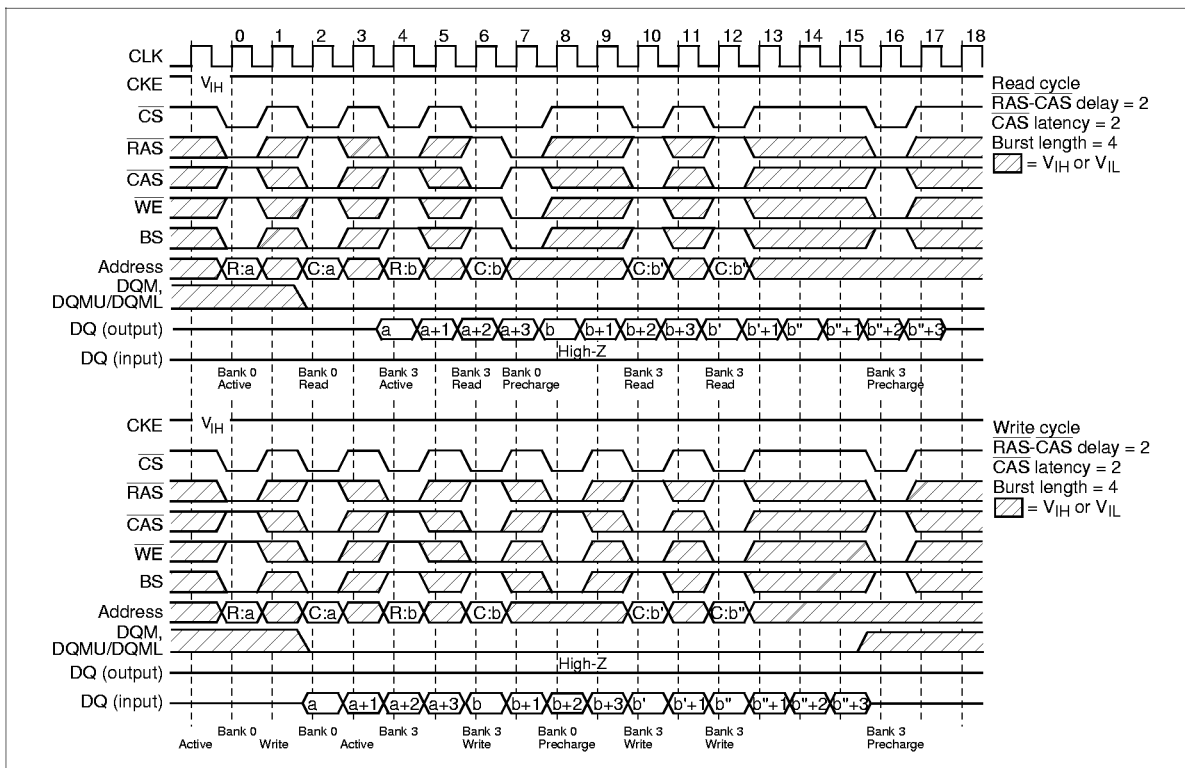 0 1 2 3 4 5 6 7 8 9 10 11 12 13 14 15 16 17 18
CLK
CKE VIH
CS
RAS
CAS
WE
BS
Address R:a C:a R:b C:b C:b' C:b"
DQM,
DQMU/DQML
DQ (output) a a+1 a+2 a+3 b b+1 b+2 b+3 b' b'+1 b" b"+1 b"+2 b"+3
High-Z
DQ (input)
Bank 0 Bank 0 Bank 3 Bank 3 Bank 0 Bank 3 Bank 3 Bank 3
Active Read Active Read Precharge Read Read Precharge
Read cycle
RAS-CAS delay = 2
CAS latency = 2
Burst length = 4
= VIH or VIL
CKE VIH
CS
RAS
CAS
WE
BS
Address R:a C:a R:b C:b C:b' C:b"
DQM,
DQMU/DQML
High-Z
DQ (output)
DQ (input) a a+1 a+2 a+3 b b+1 b+2 b+3 b' b'+1 b" b"+1 b"+2 b"+3
Bank 0 Bank 0 Bank 3 Bank 3 Bank 0 Bank 3 Bank 3 Bank 3
Active Write Active Write Precharge Write Write Precharge
Write cycle
RAS-CAS delay = 2
CAS latency = 2
Burst length = 4
= VIH or VIL